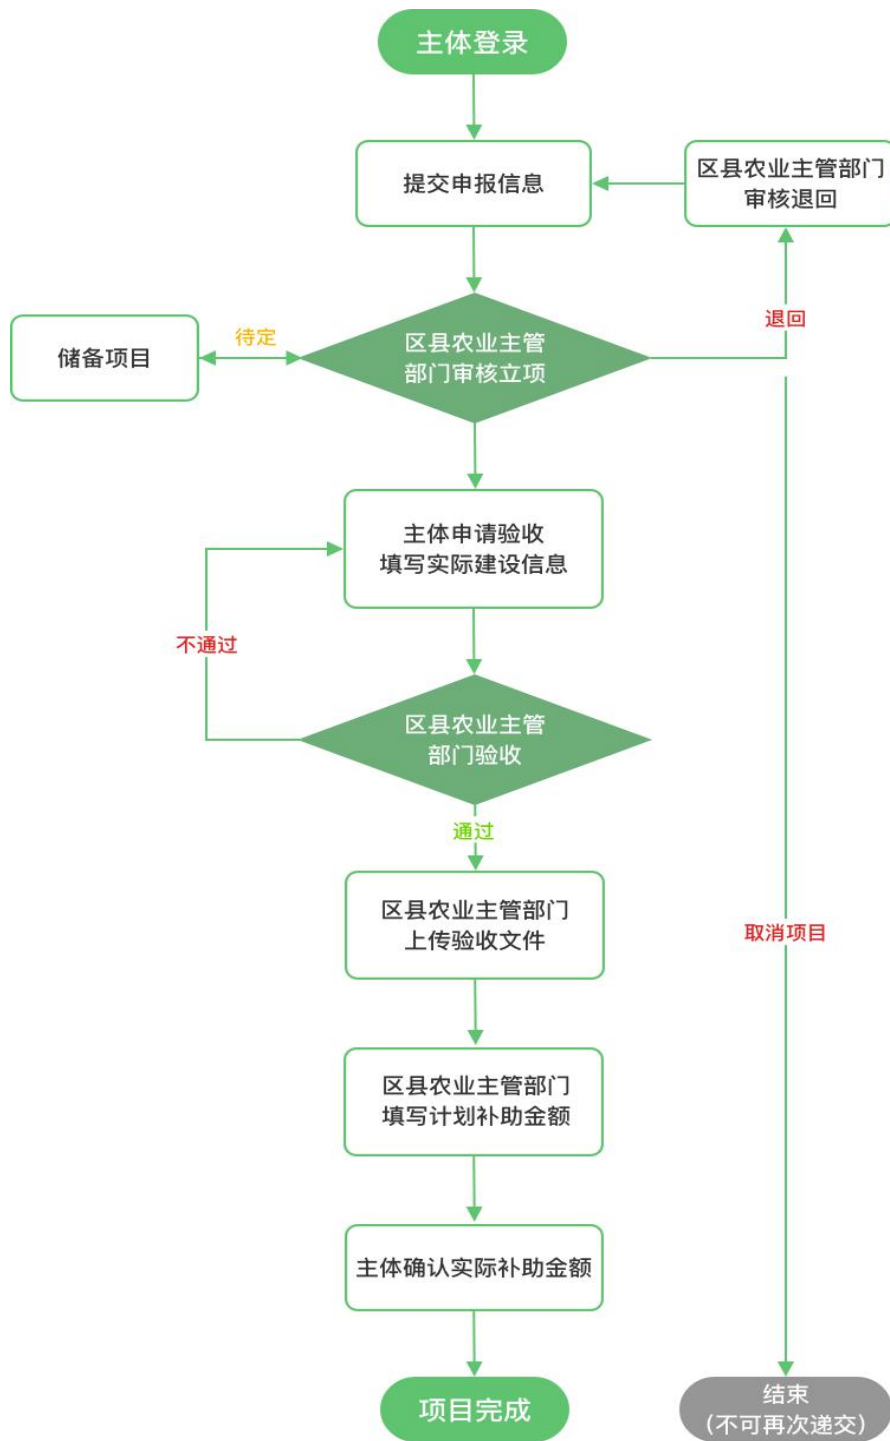 主体登录
提交申报信息
区县农业主管部门
审核退回
退回
待定
储备项目
区县农业主管
部门审核立项
主体申请验收
填写实际建设信息
不通过
区县农业主管
部门验收
通过
区县农业主管部门
上传验收文件
取消项目
区县农业主管部门
填写计划补助金额
主体确认实际补助金额
项目完成
结束
（不可再次递交）